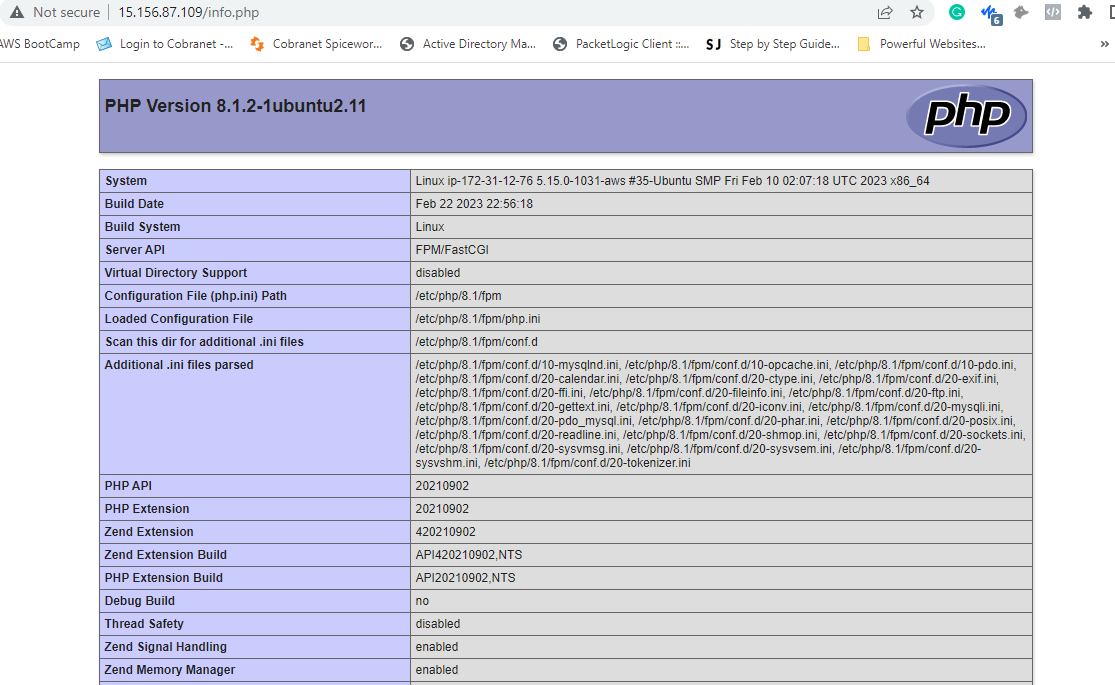 Not secure 15.156.87.109/info.php
6
AWS BootCamp Login to Cobranet -... Cobranet Spicewor... Active Directory Ma... PacketLogic Client ::... SJ Step by Step Guide... Powerful Websites... »
PHP Version 8.1.2-1ubuntu2.11
php
System Linux ip-172-31-12-76 5.15.0-1031-aws #35-Ubuntu SMP Fri Feb 10 02:07:18 UTC 2023 x86_64
Build Date Feb 22 2023 22:56:18
Build System Linux
Server API FPM/FastCGI
Virtual Directory Support disabled
Configuration File (php.ini) Path /etc/php/8.1/fpm
Loaded Configuration File /etc/php/8.1/fpm/php.ini
Scan this dir for additional .ini files /etc/php/8.1/fpm/conf.d
Additional .ini files parsed /etc/php/8.1/fpm/conf.d/10-mysqlnd.ini, /etc/php/8.1/fpm/conf.d/10-opcache.ini, /etc/php/8.1/fpm/conf.d/10-pdo.ini,
/etc/php/8.1/fpm/conf.d/20-calendar.ini, /etc/php/8.1/fpm/conf.d/20-ctype.ini, /etc/php/8.1/fpm/conf.d/20-exif.ini,
/etc/php/8.1/fpm/conf.d/20-ffi.ini, /etc/php/8.1/fpm/conf.d/20-fileinfo.ini, /etc/php/8.1/fpm/conf.d/20-ftp.ini,
/etc/php/8.1/fpm/conf.d/20-gettext.ini, /etc/php/8.1/fpm/conf.d/20-iconv.ini, /etc/php/8.1/fpm/conf.d/20-mysqli.ini,
/etc/php/8.1/fpm/conf.d/20-pdo_mysql.ini, /etc/php/8.1/fpm/conf.d/20-phar.ini, /etc/php/8.1/fpm/conf.d/20-posix.ini,
/etc/php/8.1/fpm/conf.d/20-readline.ini, /etc/php/8.1/fpm/conf.d/20-shmop.ini, /etc/php/8.1/fpm/conf.d/20-sockets.ini,
/etc/php/8.1/fpm/conf.d/20-sysvmsg.ini, /etc/php/8.1/fpm/conf.d/20-sysvsem.ini, /etc/php/8.1/fpm/conf.d/20-
sysvshm.ini, /etc/php/8.1/fpm/conf.d/20-tokenizer.ini
PHP API 20210902
PHP Extension 20210902
Zend Extension 420210902
Zend Extension Build API420210902,NTS
PHP Extension Build API20210902,NTS
Debug Build no
Thread Safety disabled
Zend Signal Handling enabled
Zend Memory Manager enabled